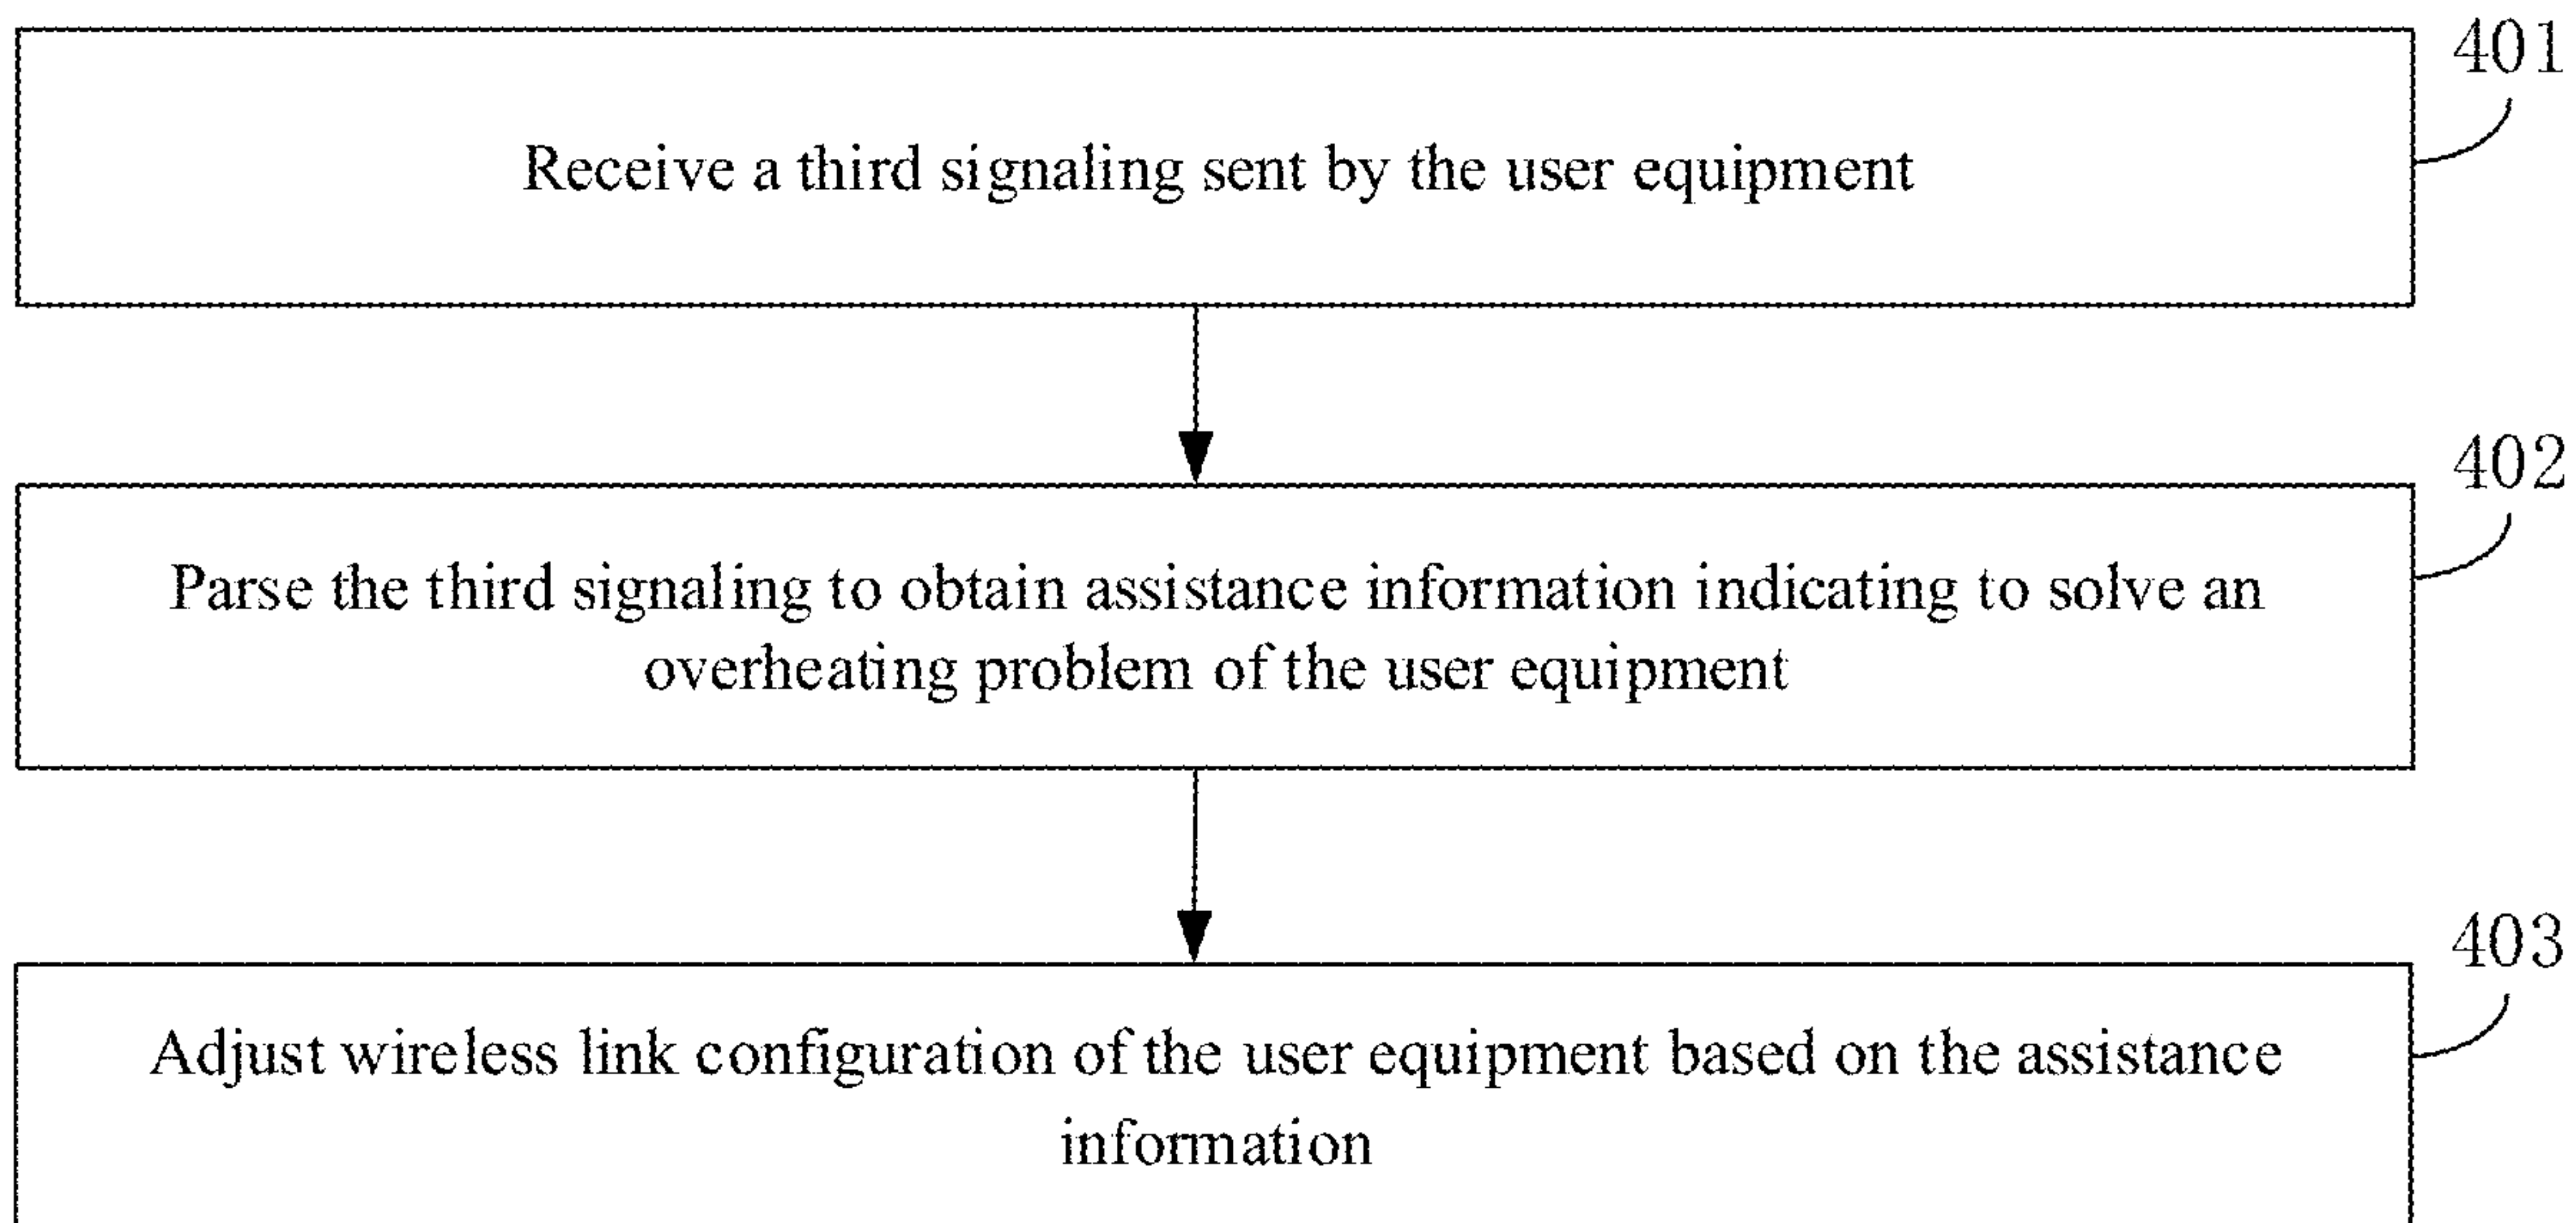 401
Receive a third signaling sent by the user equipment
402
Parse the third signaling to obtain assistance information indicating to solve an
overheating problem of the user equipment
403
Adjust wireless link configuration of the user equipment based on the assistance
information